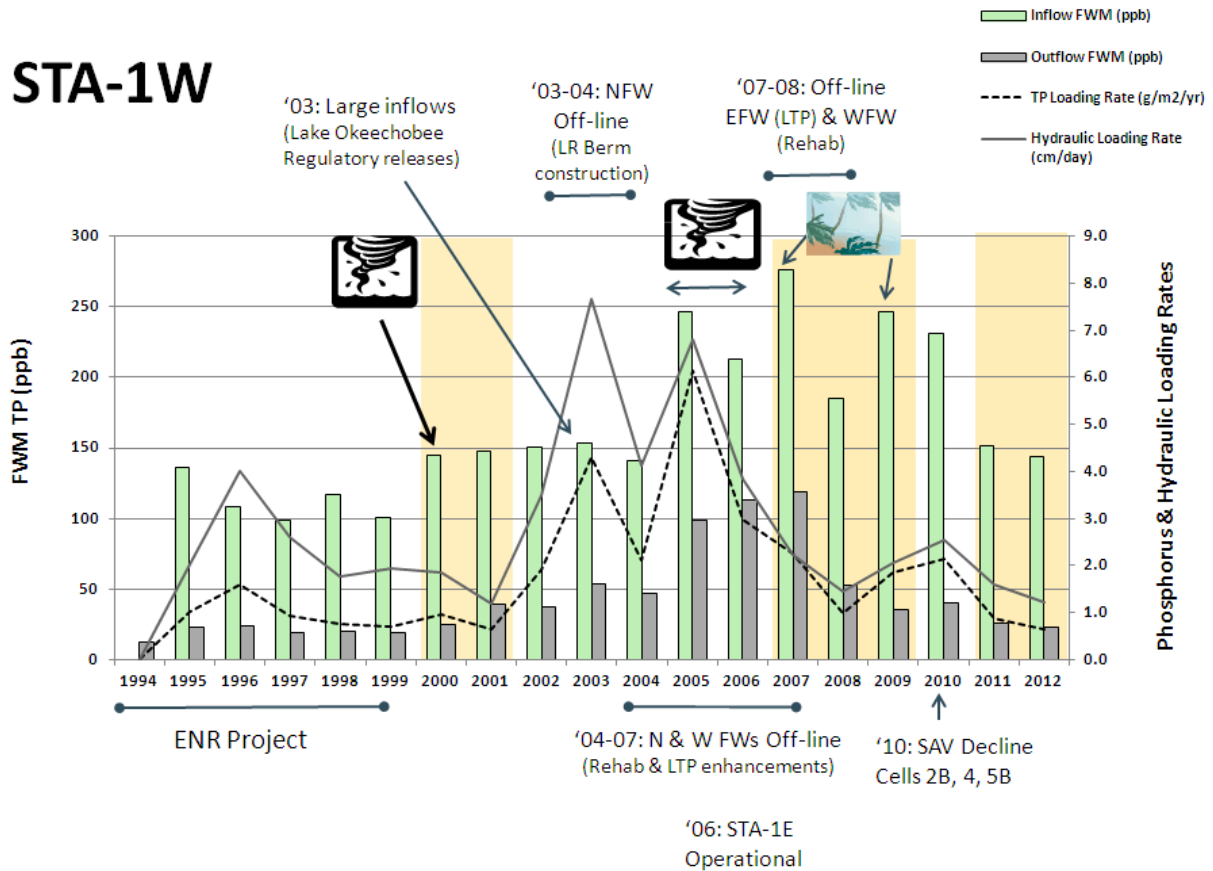 STA-1W
Inflow FWM (ppb)
Outflow FWM (ppb)
TP Loading Rate (g/m2/yr)
Hydraulic Loading Rate
(cm/day)
‘03: Large inflows
(Lake Okeechobee
Regulatory releases)
‘03-04: NFW
Off-line
(LR Berm
construction)
‘07-08: Off-line
EFW (LTP) & WFW
(Rehab)
FWM TP (ppb)
300
250
200
150
100
50
0
9.0
8.0
7.0
6.0
5.0
4.0
3.0
2.0
1.0
0.0
Phosphorus & Hydraulic Loading Rates
1994 1995 1996 1997 1998 1999 2000 2001 2002 2003 2004 2005 2006 2007 2008 2009 2010 2011 2012
ENR Project
‘04-07: N & W FWs Off-line
(Rehab & LTP enhancements)
‘10: SAV Decline
Cells 2B, 4, 5B
‘06: STA-1E
Operational